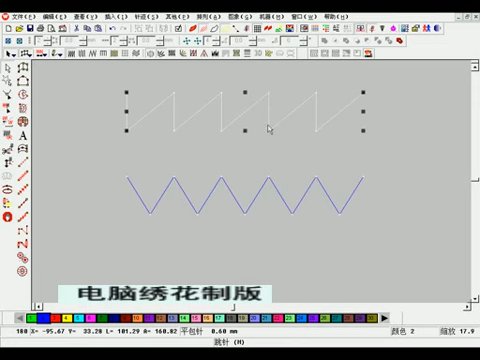 文件(F) 编辑(E) 查看(V) 插入(I) 针迹(S) 其他(E) 排列(A) 图象(G) 机器(M) 窗口(W) 帮助(H)
电脑绣花制版
180 X= -95.67 Y= 33.28 L= 101.29 A= 160.82 平包针 0.60 mm 颜色 2 缩放 17.9
跳针 (M)